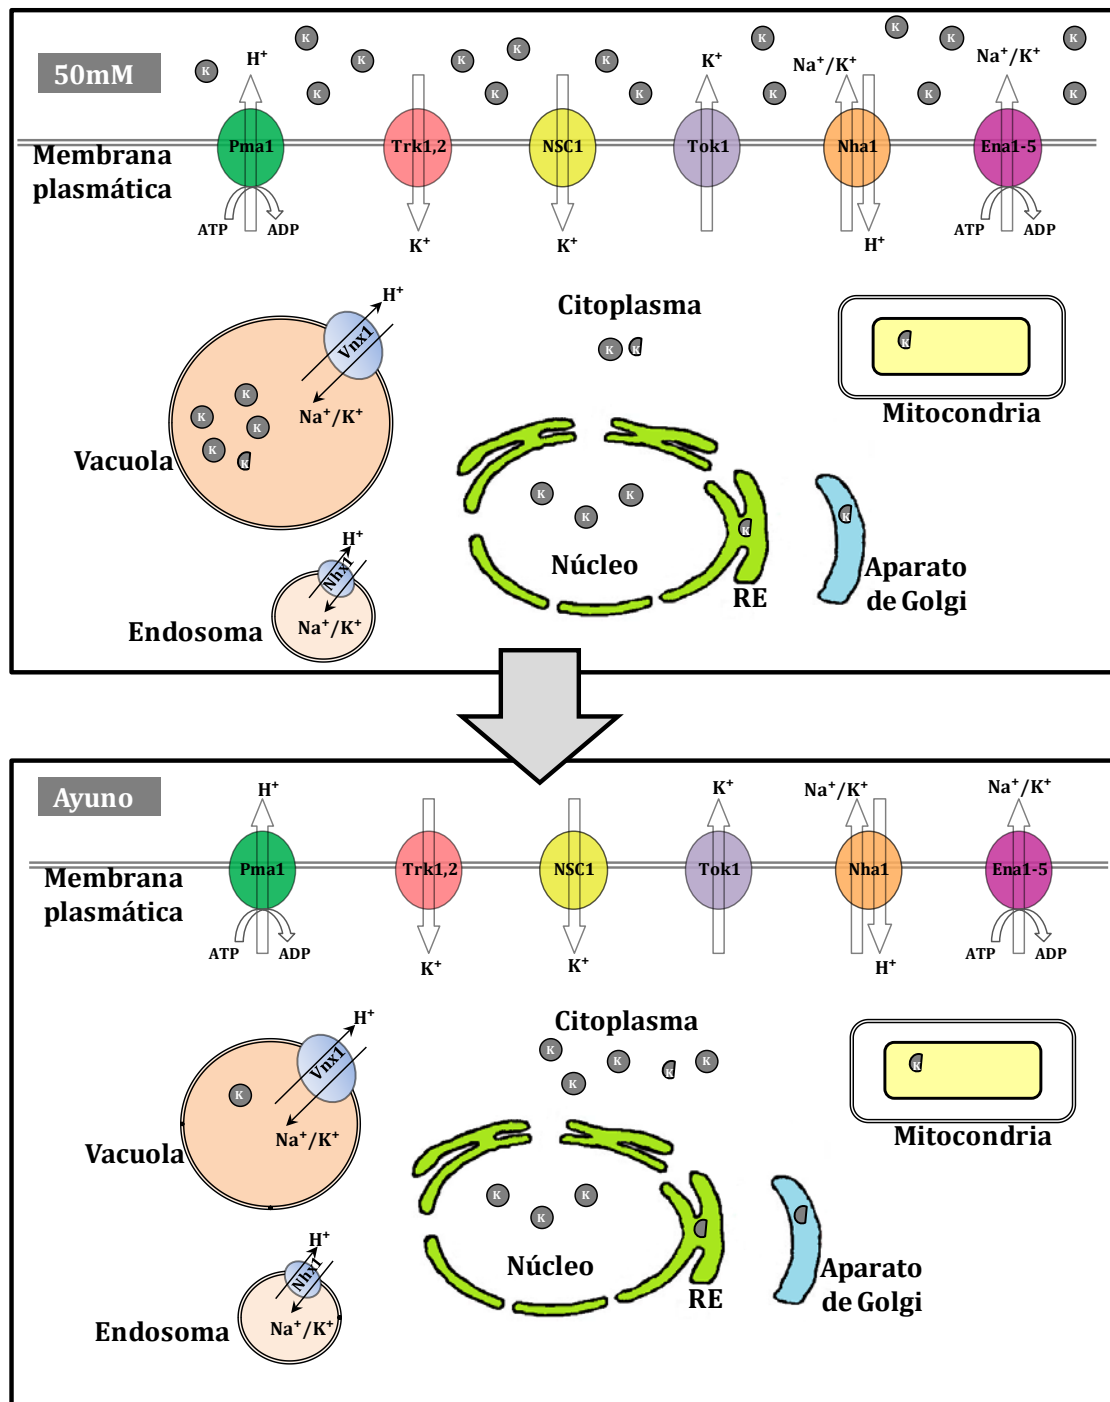 50mM
K K K K K K K K K K K K K K K K K
H⁺
K⁺
Na⁺/K⁺
Na⁺/K⁺
Pma1
Trk1,2
NSC1
Tok1
Nha1
Ena1-5
Membrana
plasmática
ATP
ADP
K⁺
K⁺
H⁺
ATP
ADP
H⁺
Vnx1
Na⁺/K⁺
K K K K K
Vacuola
Citoplasma
K K
K
Mitocondria
K K K
Núcleo
K
RE
K
Aparato
de Golgi
H⁺
Nhx1
Na⁺/K⁺
Endosoma
Ayuno
H⁺
K⁺
Na⁺/K⁺
Na⁺/K⁺
Pma1
Trk1,2
NSC1
Tok1
Nha1
Ena1-5
Membrana
plasmática
ATP
ADP
K⁺
K⁺
H⁺
ATP
ADP
H⁺
Vnx1
K
Na⁺/K⁺
Vacuola
Citoplasma
K K K K K
K
Mitocondria
K K K
Núcleo
RE
Aparato
de Golgi
H⁺
Nhx1
Na⁺/K⁺
Endosoma